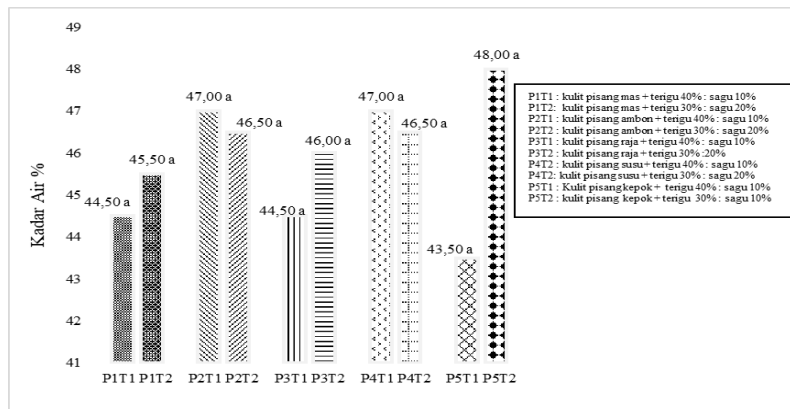 49
48
47
46
45
44
43
42
41
Kadar Air %
44,50 a
45,50 a
47,00 a
46,50 a
44,50 a
46,00 a
47,00 a
46,50 a
43,50 a
48,00 a
P1T1 P1T2 P2T1 P2T2 P3T1 P3T2 P4T1 P4T2 P5T1 P5T2
P1T1 : kulit pisang mas + terigu 40% : sagu 10%
P1T2: kulit pisang mas + terigu 30% : sagu 20%
P2T1 : kulit pisang ambon + terigu 40% : sagu 10%
P2T2 : kulit pisang ambon + terigu 30% : sagu 20%
P3T1 : kulit pisang raja + terigu 40% : sagu 10%
P3T2 : kulit pisang raja + terigu 30% :20%
P4T1 : kulit pisang susu + terigu 40% : sagu 10%
P4T2: kulit pisang susu + terigu 30% : sagu 20%
P5T1 : Kulit pisang kepok + terigu 40% : sagu 10%
P5T2 : kulit pisang kepok + terigu 30% : sagu 10%